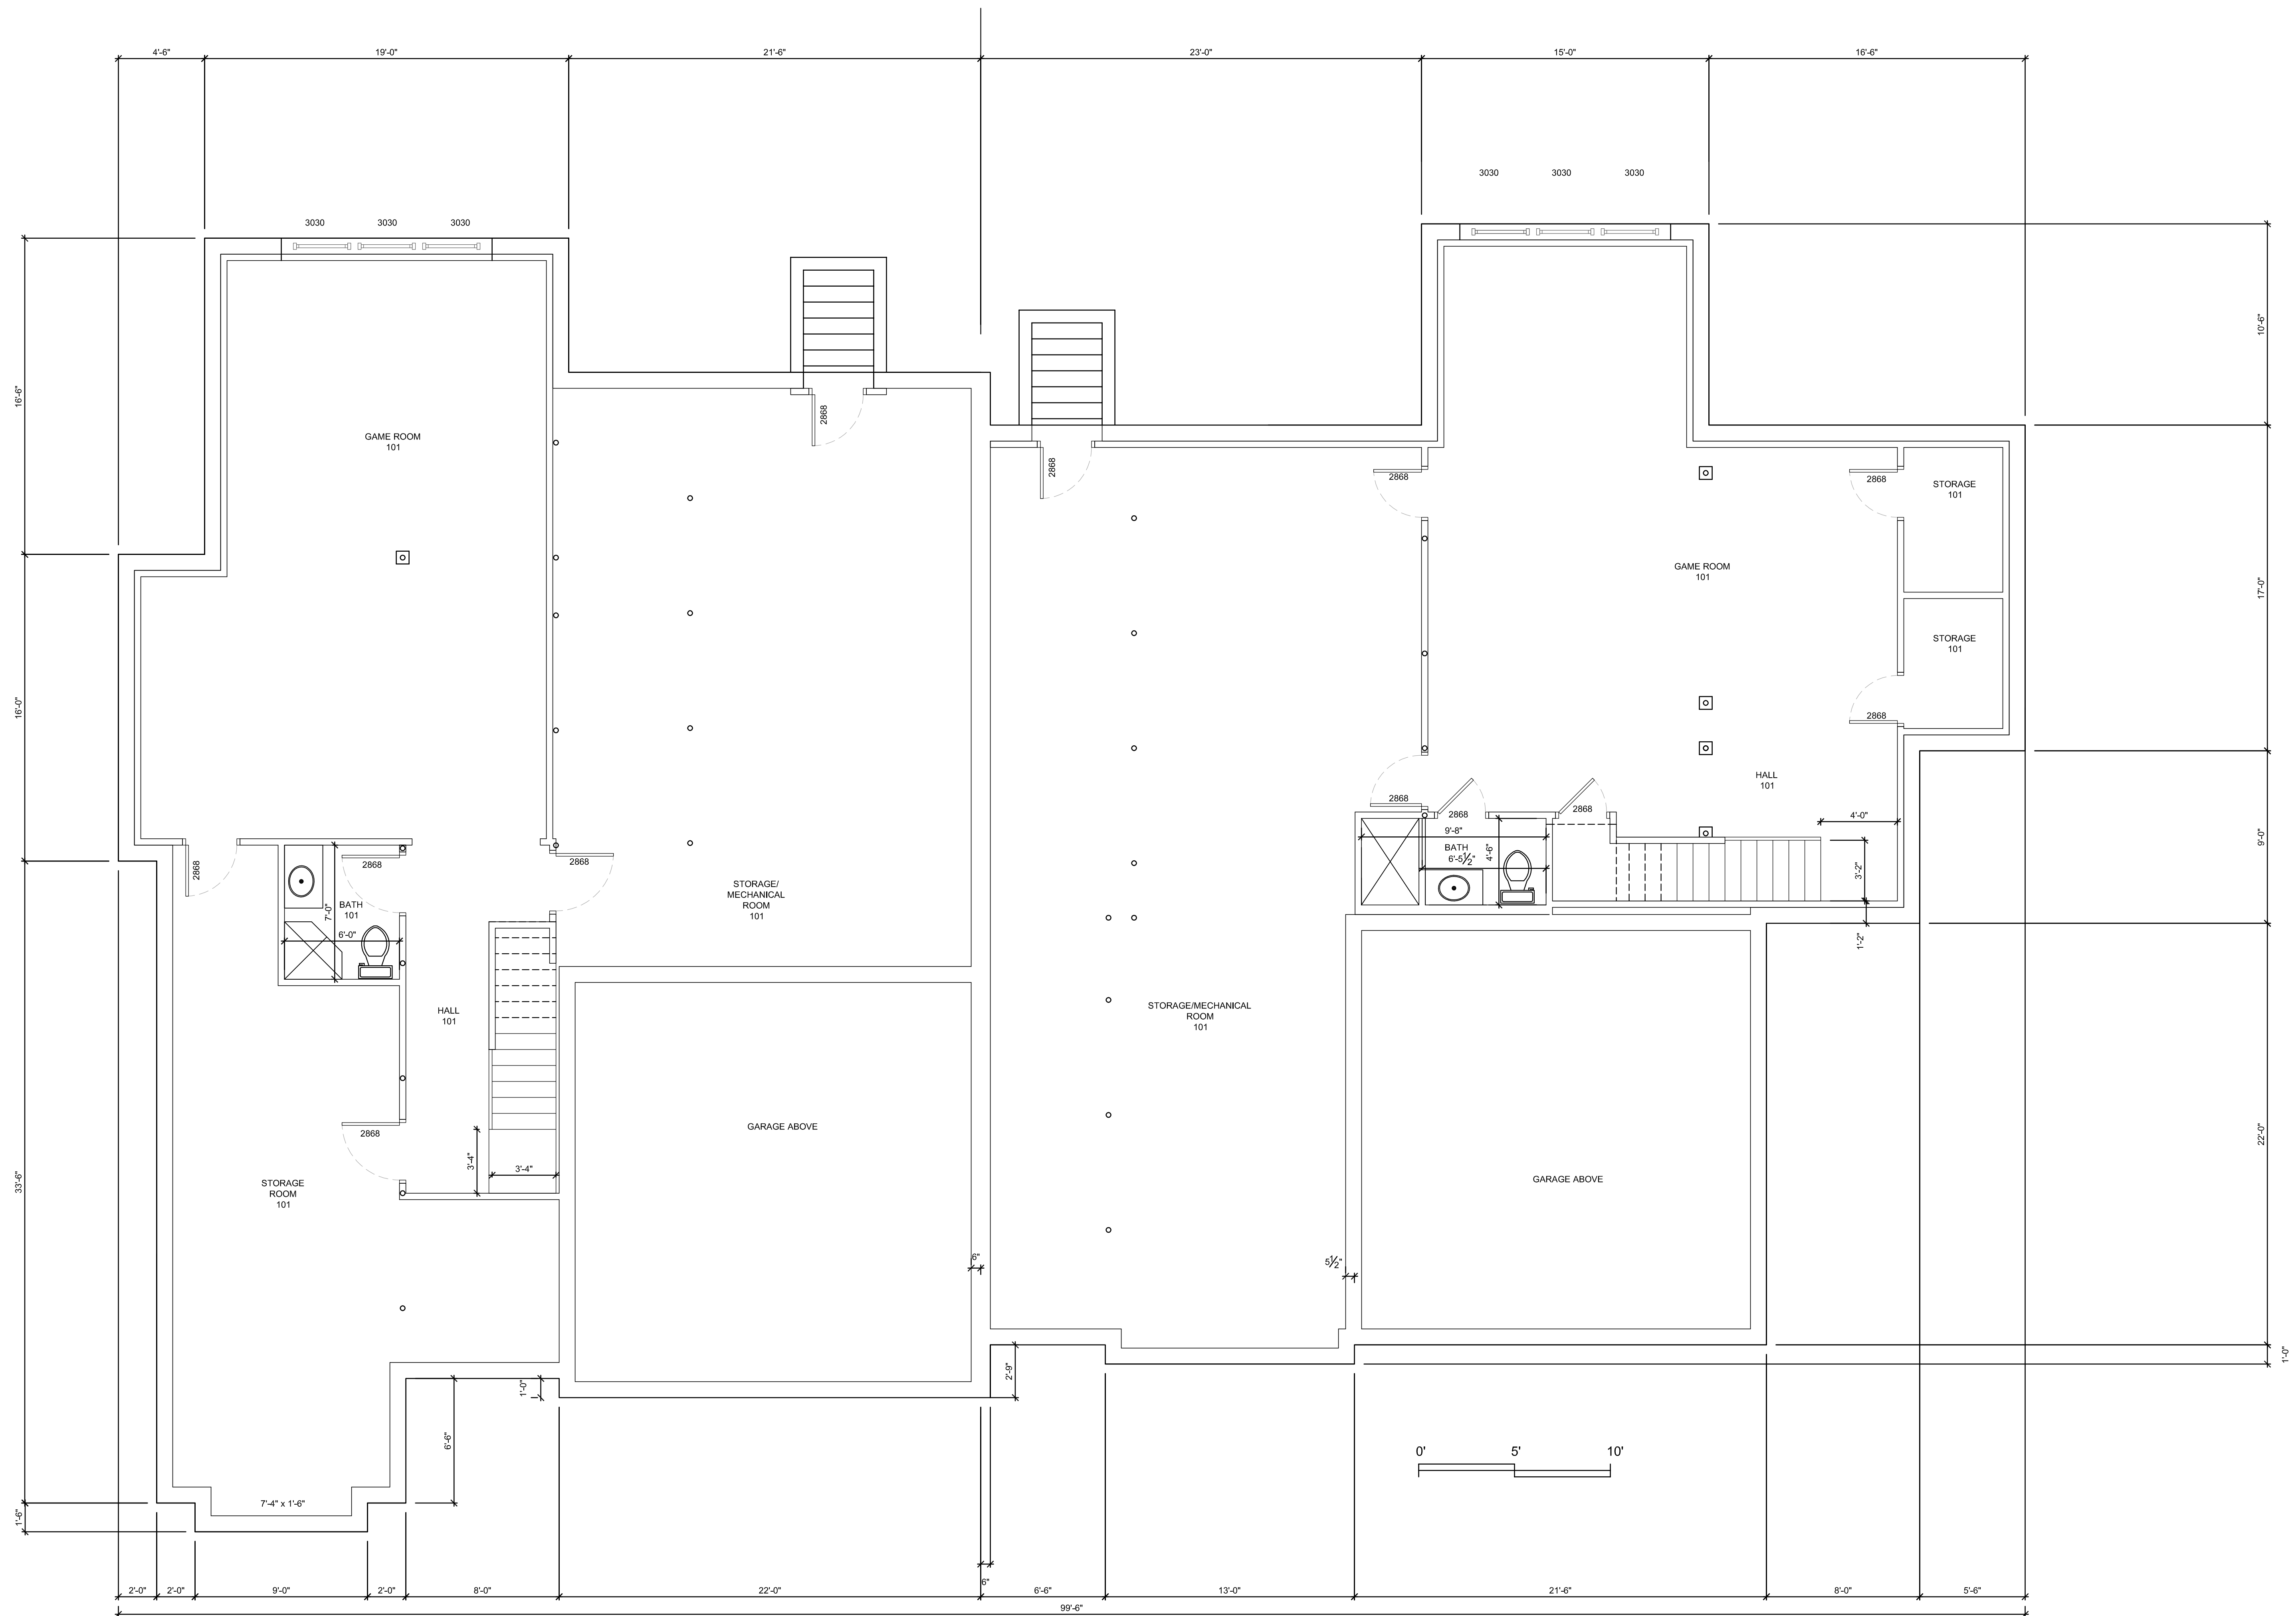 4'-6" 19'-0" 21'-6" 23'-0" 15'-0" 16'-6"
3030 3030 3030
3030 3030 3030
10'-6"
16'-6"
2868
GAME ROOM
101
2868
2868
2868
STORAGE
101
GAME ROOM
101
17'-0"
STORAGE
101
16'-0"
2868
HALL
101
2868
2868
2868
4'-0"
9'-8"
BATH
6'-5½"
4'-6"
9'-0"
3'-2"
1'-2"
2868
2868
2868
STORAGE/
MECHANICAL
ROOM
101
BATH
101
7'-0"
6'-0"
HALL
101
STORAGE/MECHANICAL
ROOM
101
GARAGE ABOVE
22'-0"
2868
3'-4"
3'-4"
33'-6"
STORAGE
ROOM
101
GARAGE ABOVE
6"
5½"
1'-0"
2'-9"
1'-0"
6'-6"
0' 5' 10'
7'-4" x 1'-6"
1'-6"
6"
2'-0" 2'-0" 9'-0" 2'-0" 8'-0" 22'-0" 6'-6" 13'-0" 21'-6" 8'-0" 5'-6"
99'-6"